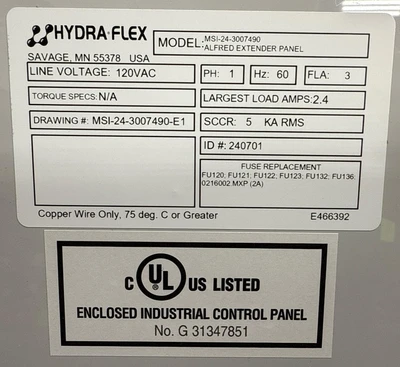 HYDRA·FLEX
SAVAGE, MN 55378 USA
MODEL: MSI-24-3007490
ALFRED EXTENDER PANEL
LINE VOLTAGE: 120VAC
PH: 1
Hz: 60
FLA: 3
TORQUE SPECS: N/A
LARGEST LOAD AMPS: 2.4
DRAWING #: MSI-24-3007490-E1
SCCR: 5 KA RMS
ID #: 240701
FUSE REPLACEMENT
FU120; FU121; FU122; FU123; FU132; FU136:
0216002.MXP (2A)
Copper Wire Only, 75 deg. C or Greater
E466392
C UL US LISTED
®
ENCLOSED INDUSTRIAL CONTROL PANEL
No. G 31347851